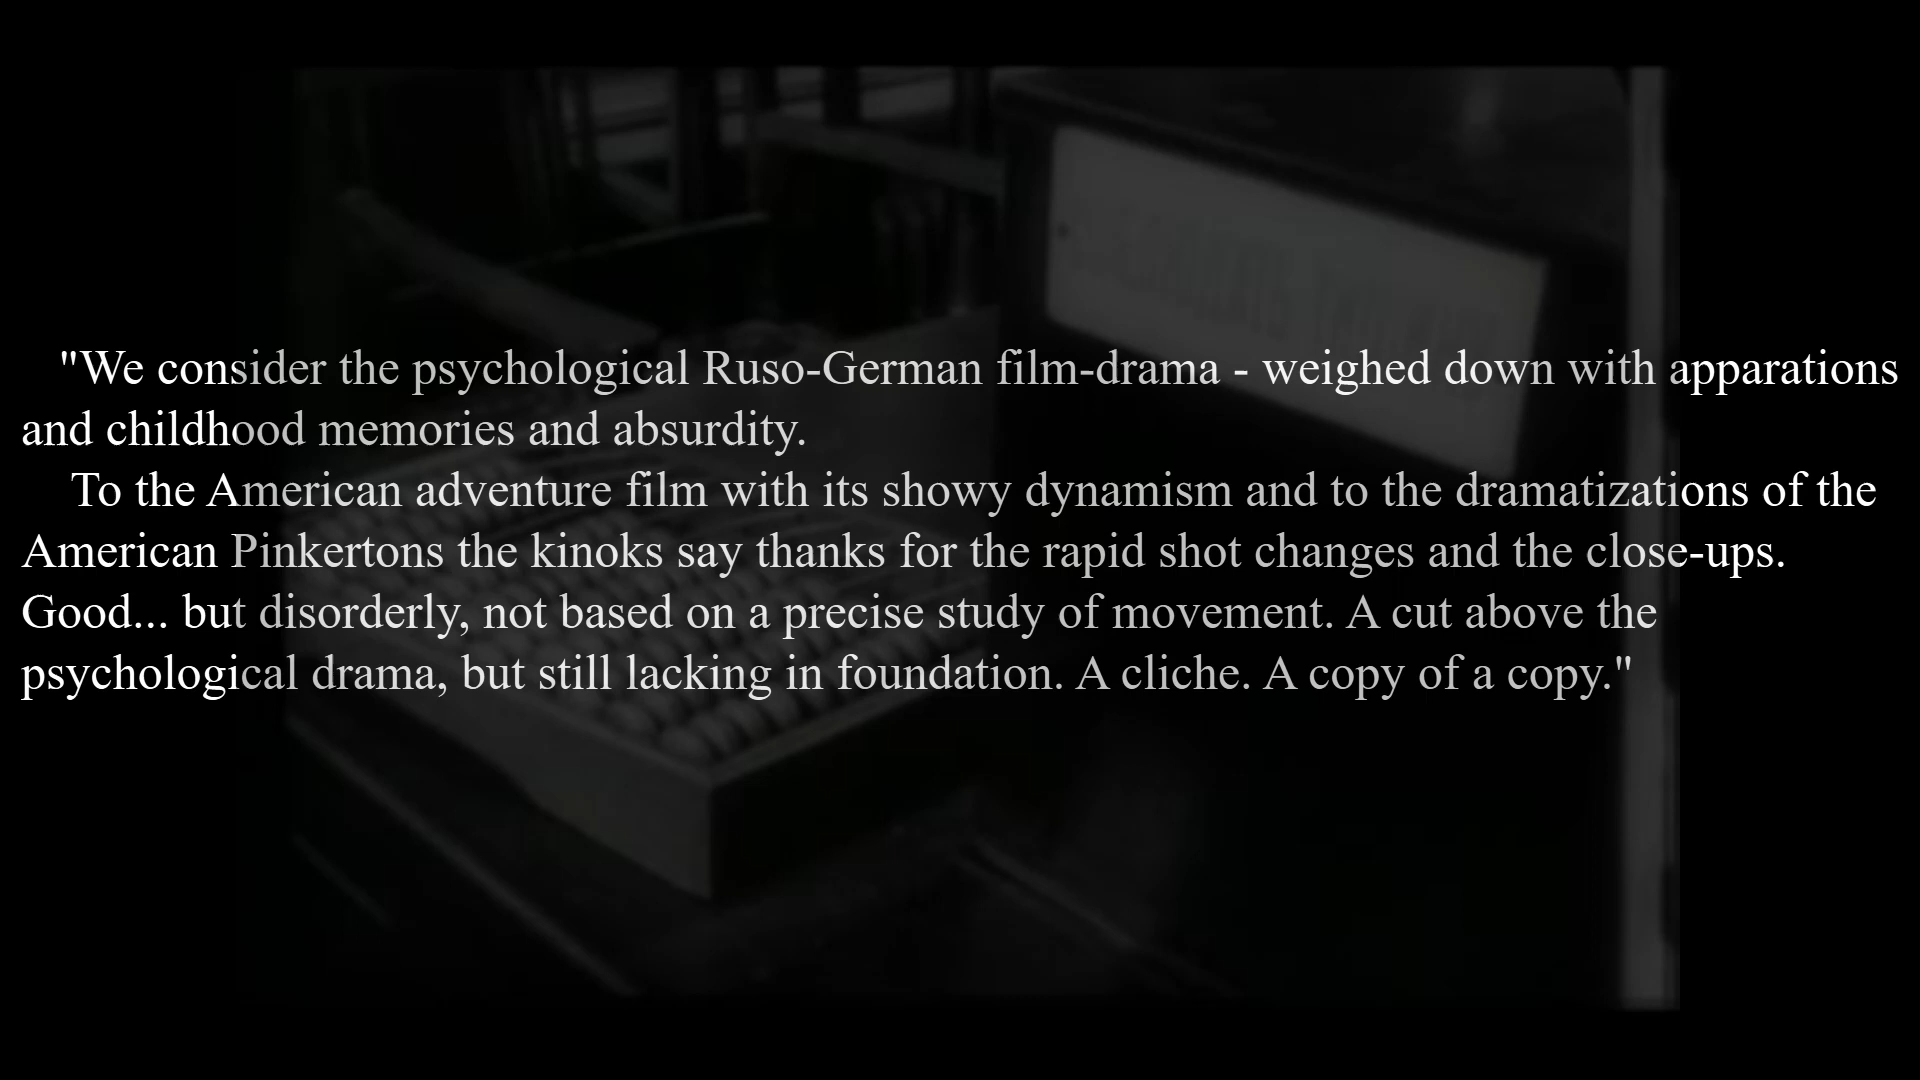 "We consider the psychological Ruso-German film-drama - weighed down with apparations
and childhood memories and absurdity.
To the American adventure film with its showy dynamism and to the dramatizations of the
American Pinkertons the kinoks say thanks for the rapid shot changes and the close-ups.
Good... but disorderly, not based on a precise study of movement. A cut above the
psychological drama, but still lacking in foundation. A cliche. A copy of a copy."